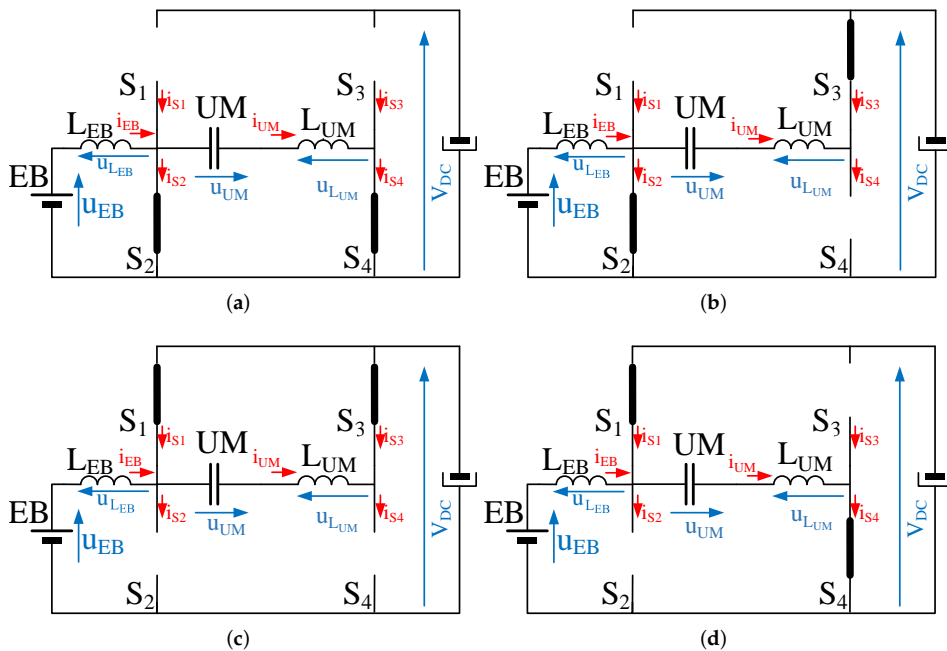 S1 S3
iS1 iS3
UM
LEB iEB iUM LUM
uLEB iS2 uLUM iS4
EB uEB uUM VDC
S2 S4
(a)
S1 S3
iS1 iS3
UM
LEB iEB iUM LUM
uLEB iS2 uLUM iS4
EB uEB uUM VDC
S2 S4
(b)
S1 S3
iS1 iS3
UM
LEB iEB iUM LUM
uLEB iS2 uLUM iS4
EB uEB uUM VDC
S2 S4
(c)
S1 S3
iS1 iS3
UM
LEB iEB iUM LUM
uLEB iS2 uLUM iS4
EB uEB uUM VDC
S2 S4
(d)